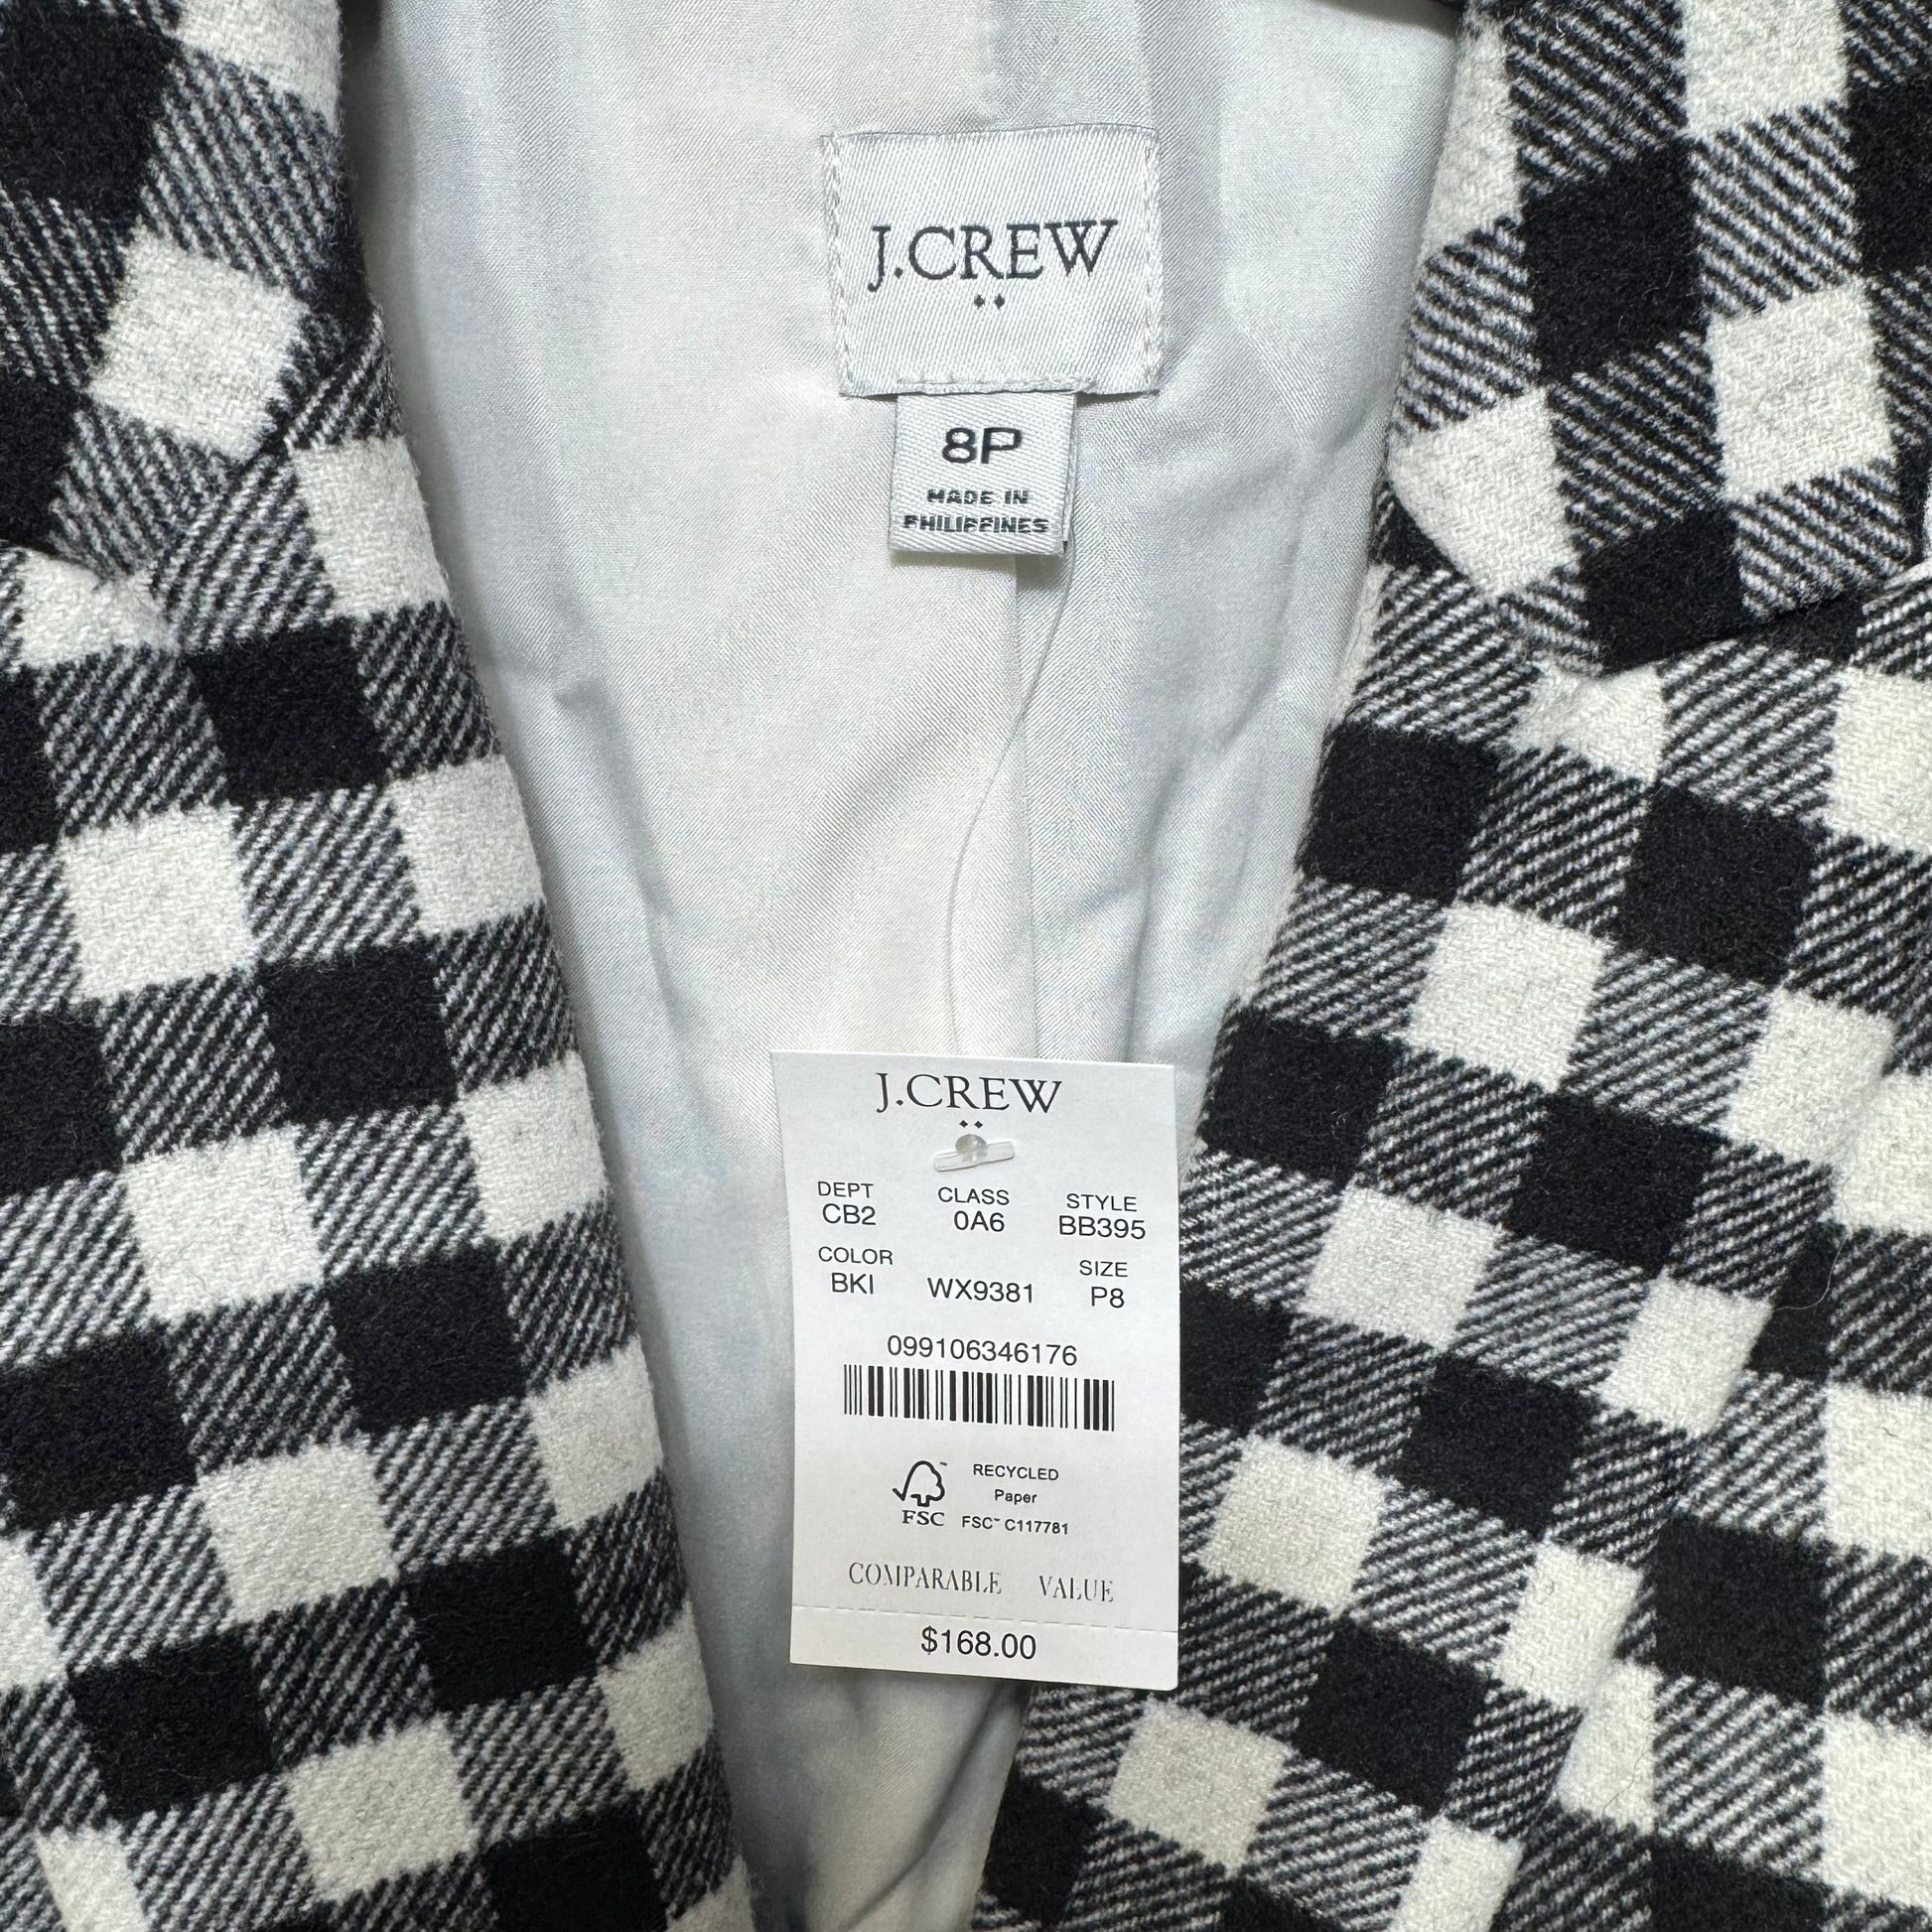 J.CREW
8P
MADE IN
PHILIPPINES
J.CREW
DEPT CLASS STYLE
CB2 0A6 BB395
COLOR SIZE
BKI WX9381 P8
099106346176
FSC
RECYCLED
Paper
FSC™ C117781
COMPARABLE VALUE
$168.00